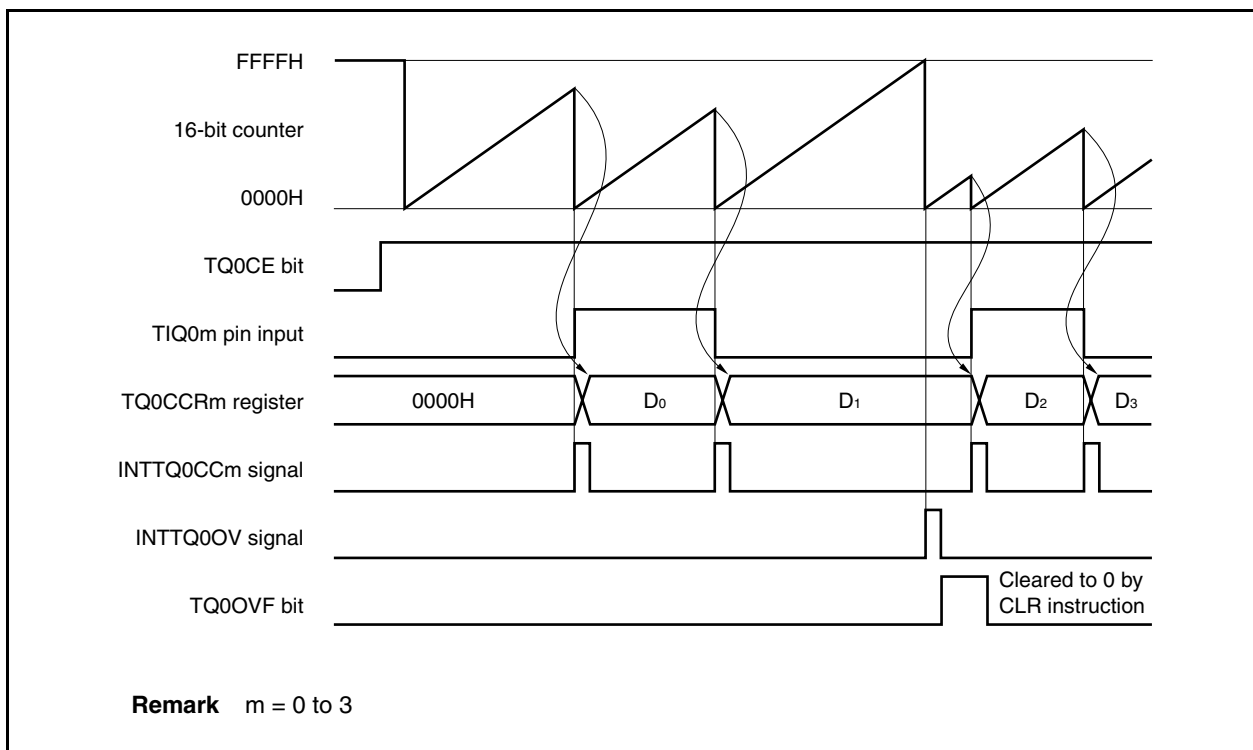 FFFFH
16-bit counter
0000H
TQ0CE bit
TIQ0m pin input
TQ0CCRm register
0000H D0 D1 D2 D3
INTTQ0CCm signal
INTTQ0OV signal
TQ0OVF bit
Cleared to 0 by
CLR instruction
Remark m = 0 to 3